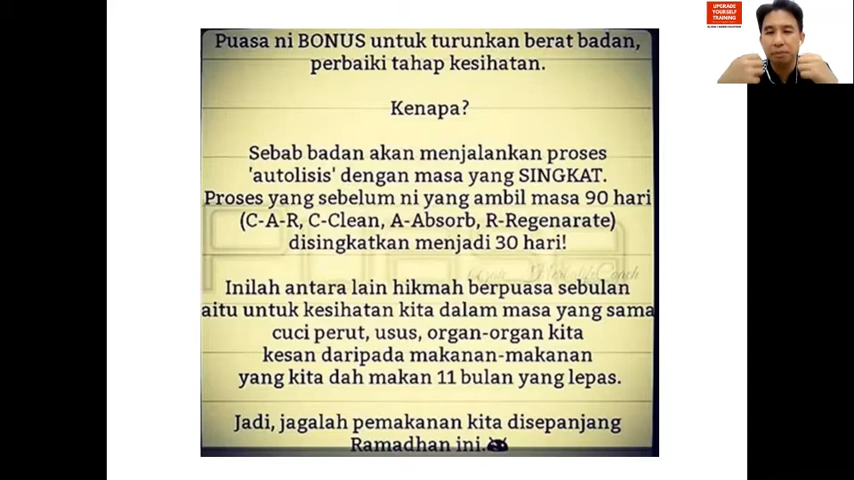 Puasa ni BONUS untuk turunkan berat badan,
perbaiki tahap kesihatan.
Kenapa?
Sebab badan akan menjalankan proses
'autolisis' dengan masa yang SINGKAT.
Proses yang sebelum ni yang ambil masa 90 hari
(C-A-R, C-Clean, A-Absorb, R-Regenarate)
disingkatkan menjadi 30 hari!
Inilah antara lain hikmah berpuasa sebulan
aitu untuk kesihatan kita dalam masa yang sama
cuci perut, usus, organ-organ kita
kesan daripada makanan-makanan
yang kita dah makan 11 bulan yang lepas.
Jadi, jagalah pemakanan kita disepanjang
Ramadhan ini.
UPGRADE
YOURSELF
TRAINING